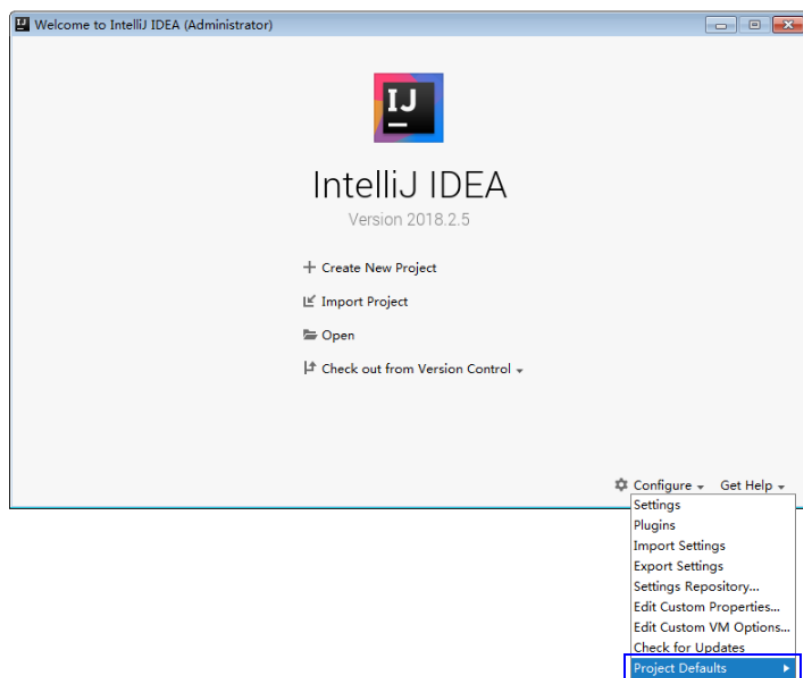 Welcome to IntelliJ IDEA (Administrator)
IJ
IntelliJ IDEA
Version 2018.2.5
Create New Project
Import Project
Open
Check out from Version Control
Configure Get Help
Settings
Plugins
Import Settings
Export Settings
Settings Repository...
Edit Custom Properties...
Edit Custom VM Options...
Check for Updates
Project Defaults